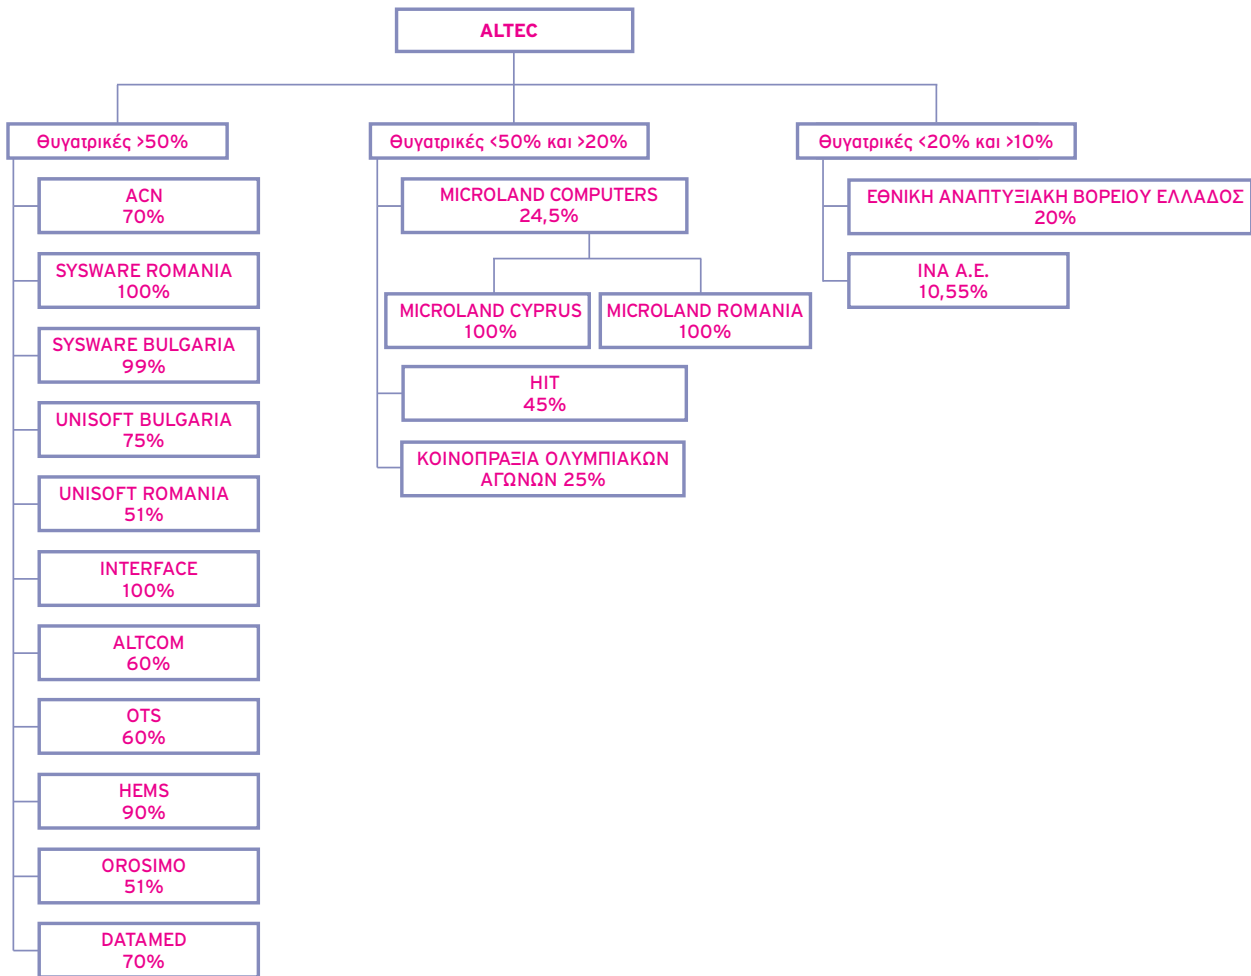 ALTEC
Θυγατρικές >50%
ACN
70%
SYSWARE ROMANIA
100%
SYSWARE BULGARIA
99%
UNISOFT BULGARIA
75%
UNISOFT ROMANIA
51%
INTERFACE
100%
ALTCOM
60%
OTS
60%
HEMS
90%
OROSIMO
51%
DATAMED
70%
Θυγατρικές <50% και >20%
MICROLAND COMPUTERS
24,5%
MICROLAND CYPRUS
100%
MICROLAND ROMANIA
100%
HIT
45%
ΚΟΙΝΟΠΡΑΞΙΑ ΟΛΥΜΠΙΑΚΩΝ
ΑΓΩΝΩΝ 25%
Θυγατρικές <20% και >10%
ΕΘΝΙΚΗ ΑΝΑΠΤΥΞΙΑΚΗ ΒΟΡΕΙΟΥ ΕΛΛΑΔΟΣ
20%
ΙΝΑ Α.Ε.
10,55%